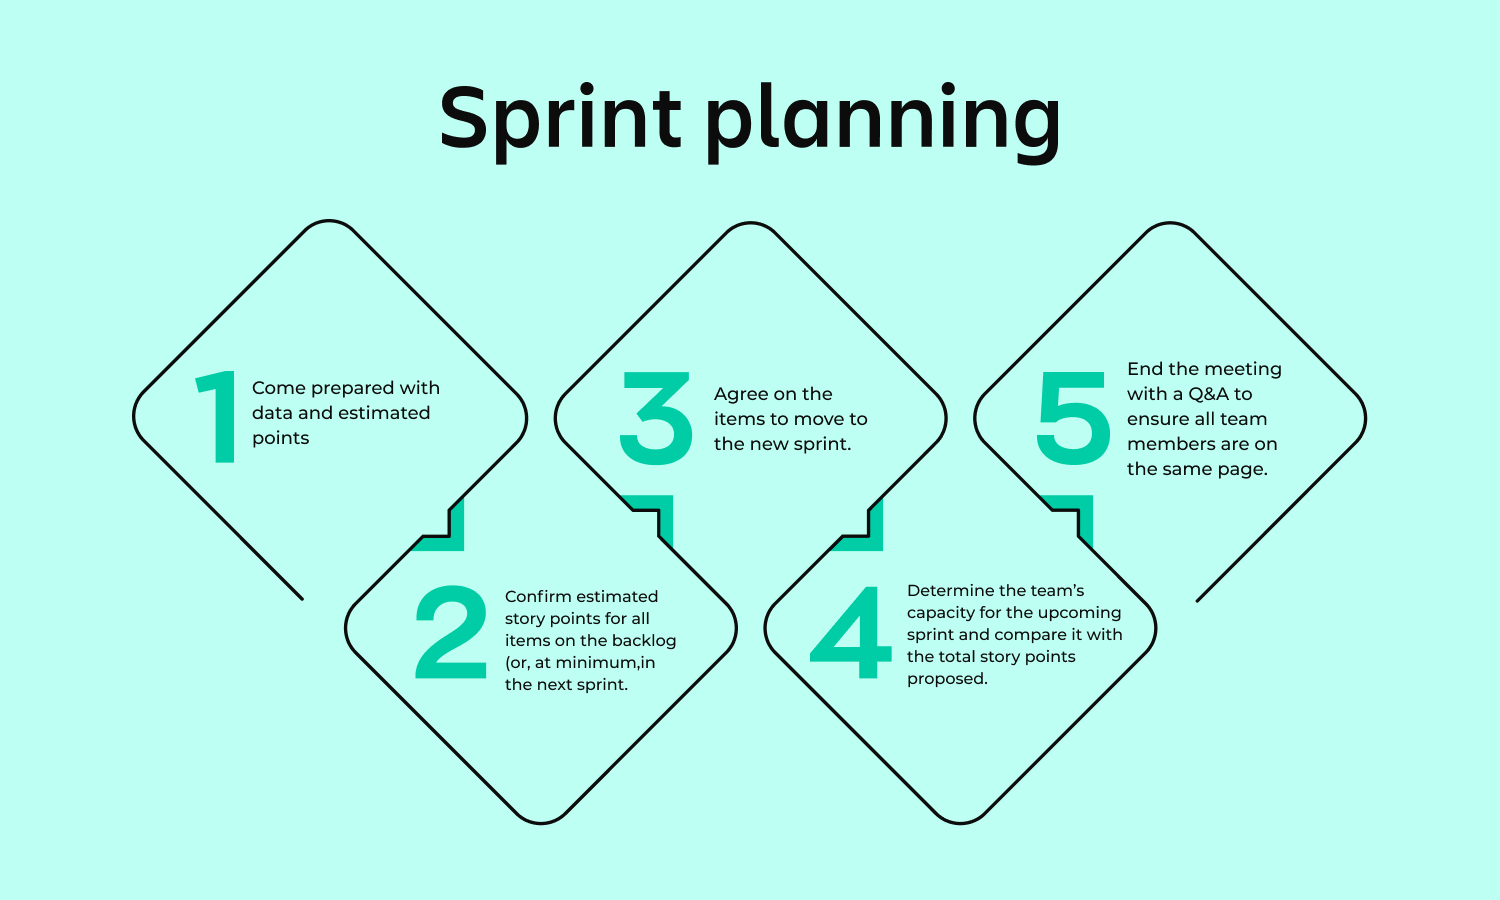 Sprint planning
1
Come prepared with
data and estimated
points
2
Confirm estimated
story points for all
items on the backlog
(or, at minimum,in
the next sprint.
3
Agree on the
items to move to
the new sprint.
4
Determine the team’s
capacity for the upcoming
sprint and compare it with
the total story points
proposed.
5
End the meeting
with a Q&A to
ensure all team
members are on
the same page.